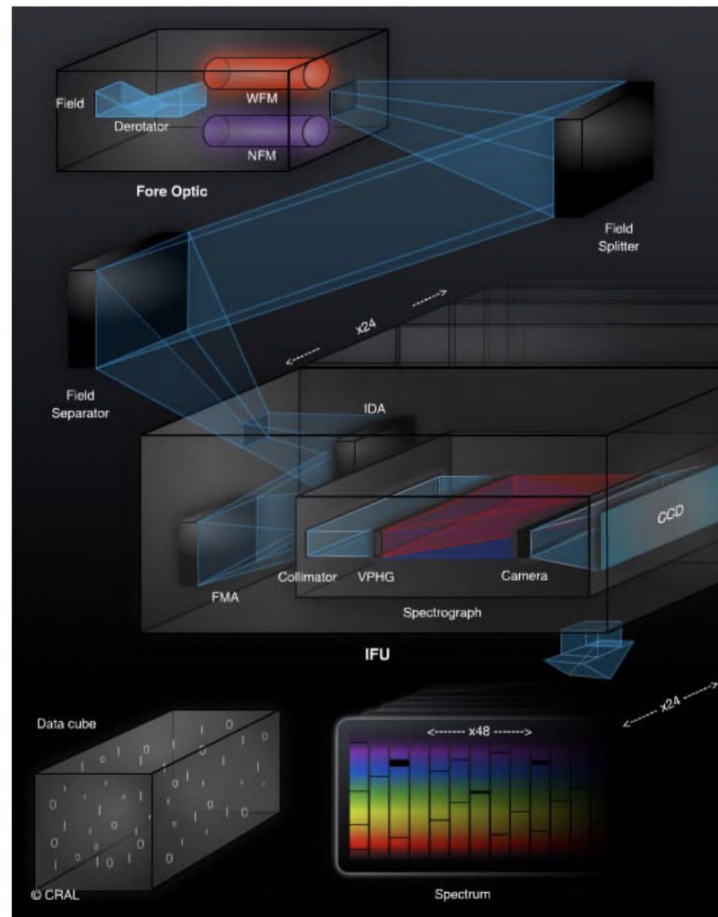 Field
WFM
Derotator
NFM
Fore Optic
Field
Splitter
<------ x24 ------>
Field
Separator
IDA
CCD
Collimator VPHG Camera
FMA
Spectrograph
IFU
<------ x24 ------>
Data cube
<------- x48 ------->
© CRAL
Spectrum